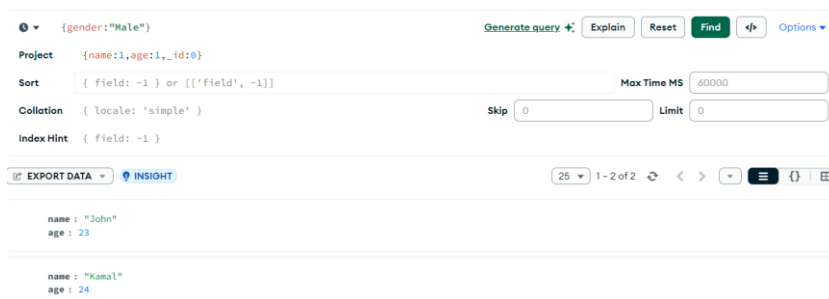 {gender:"Male"} Generate query Explain Reset Find </> Options
Project {name:1,age:1,_id:0}
Sort { field: -1 } or [['field', -1]] Max Time MS 60000
Collation { locale: 'simple' } Skip 0 Limit 0
Index Hint { field: -1 }
EXPORT DATA INSIGHT 25 1 - 2 of 2 {}
name : "John"
age : 23
name : "Kamal"
age : 24